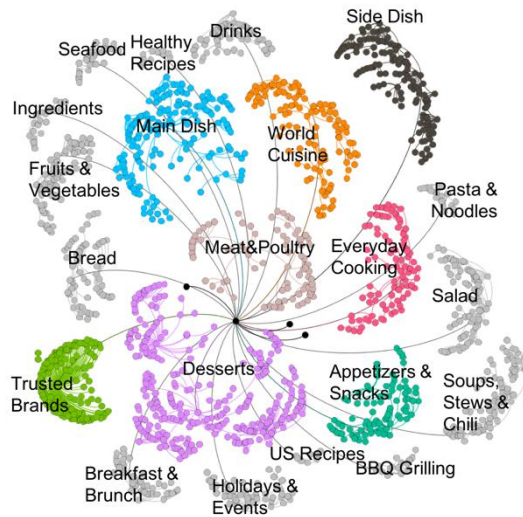 Side Dish
Drinks
Healthy
Recipes
Seafood
Ingredients
Main Dish
World
Cuisine
Fruits &
Vegetables
Pasta &
Noodles
Meat&Poultry
Everyday
Cooking
Bread
Salad
Desserts
Appetizers &
Snacks
Trusted
Brands
Soups,
Stews &
Chili
US Recipes
BBQ Grilling
Breakfast &
Brunch
Holidays &
Events